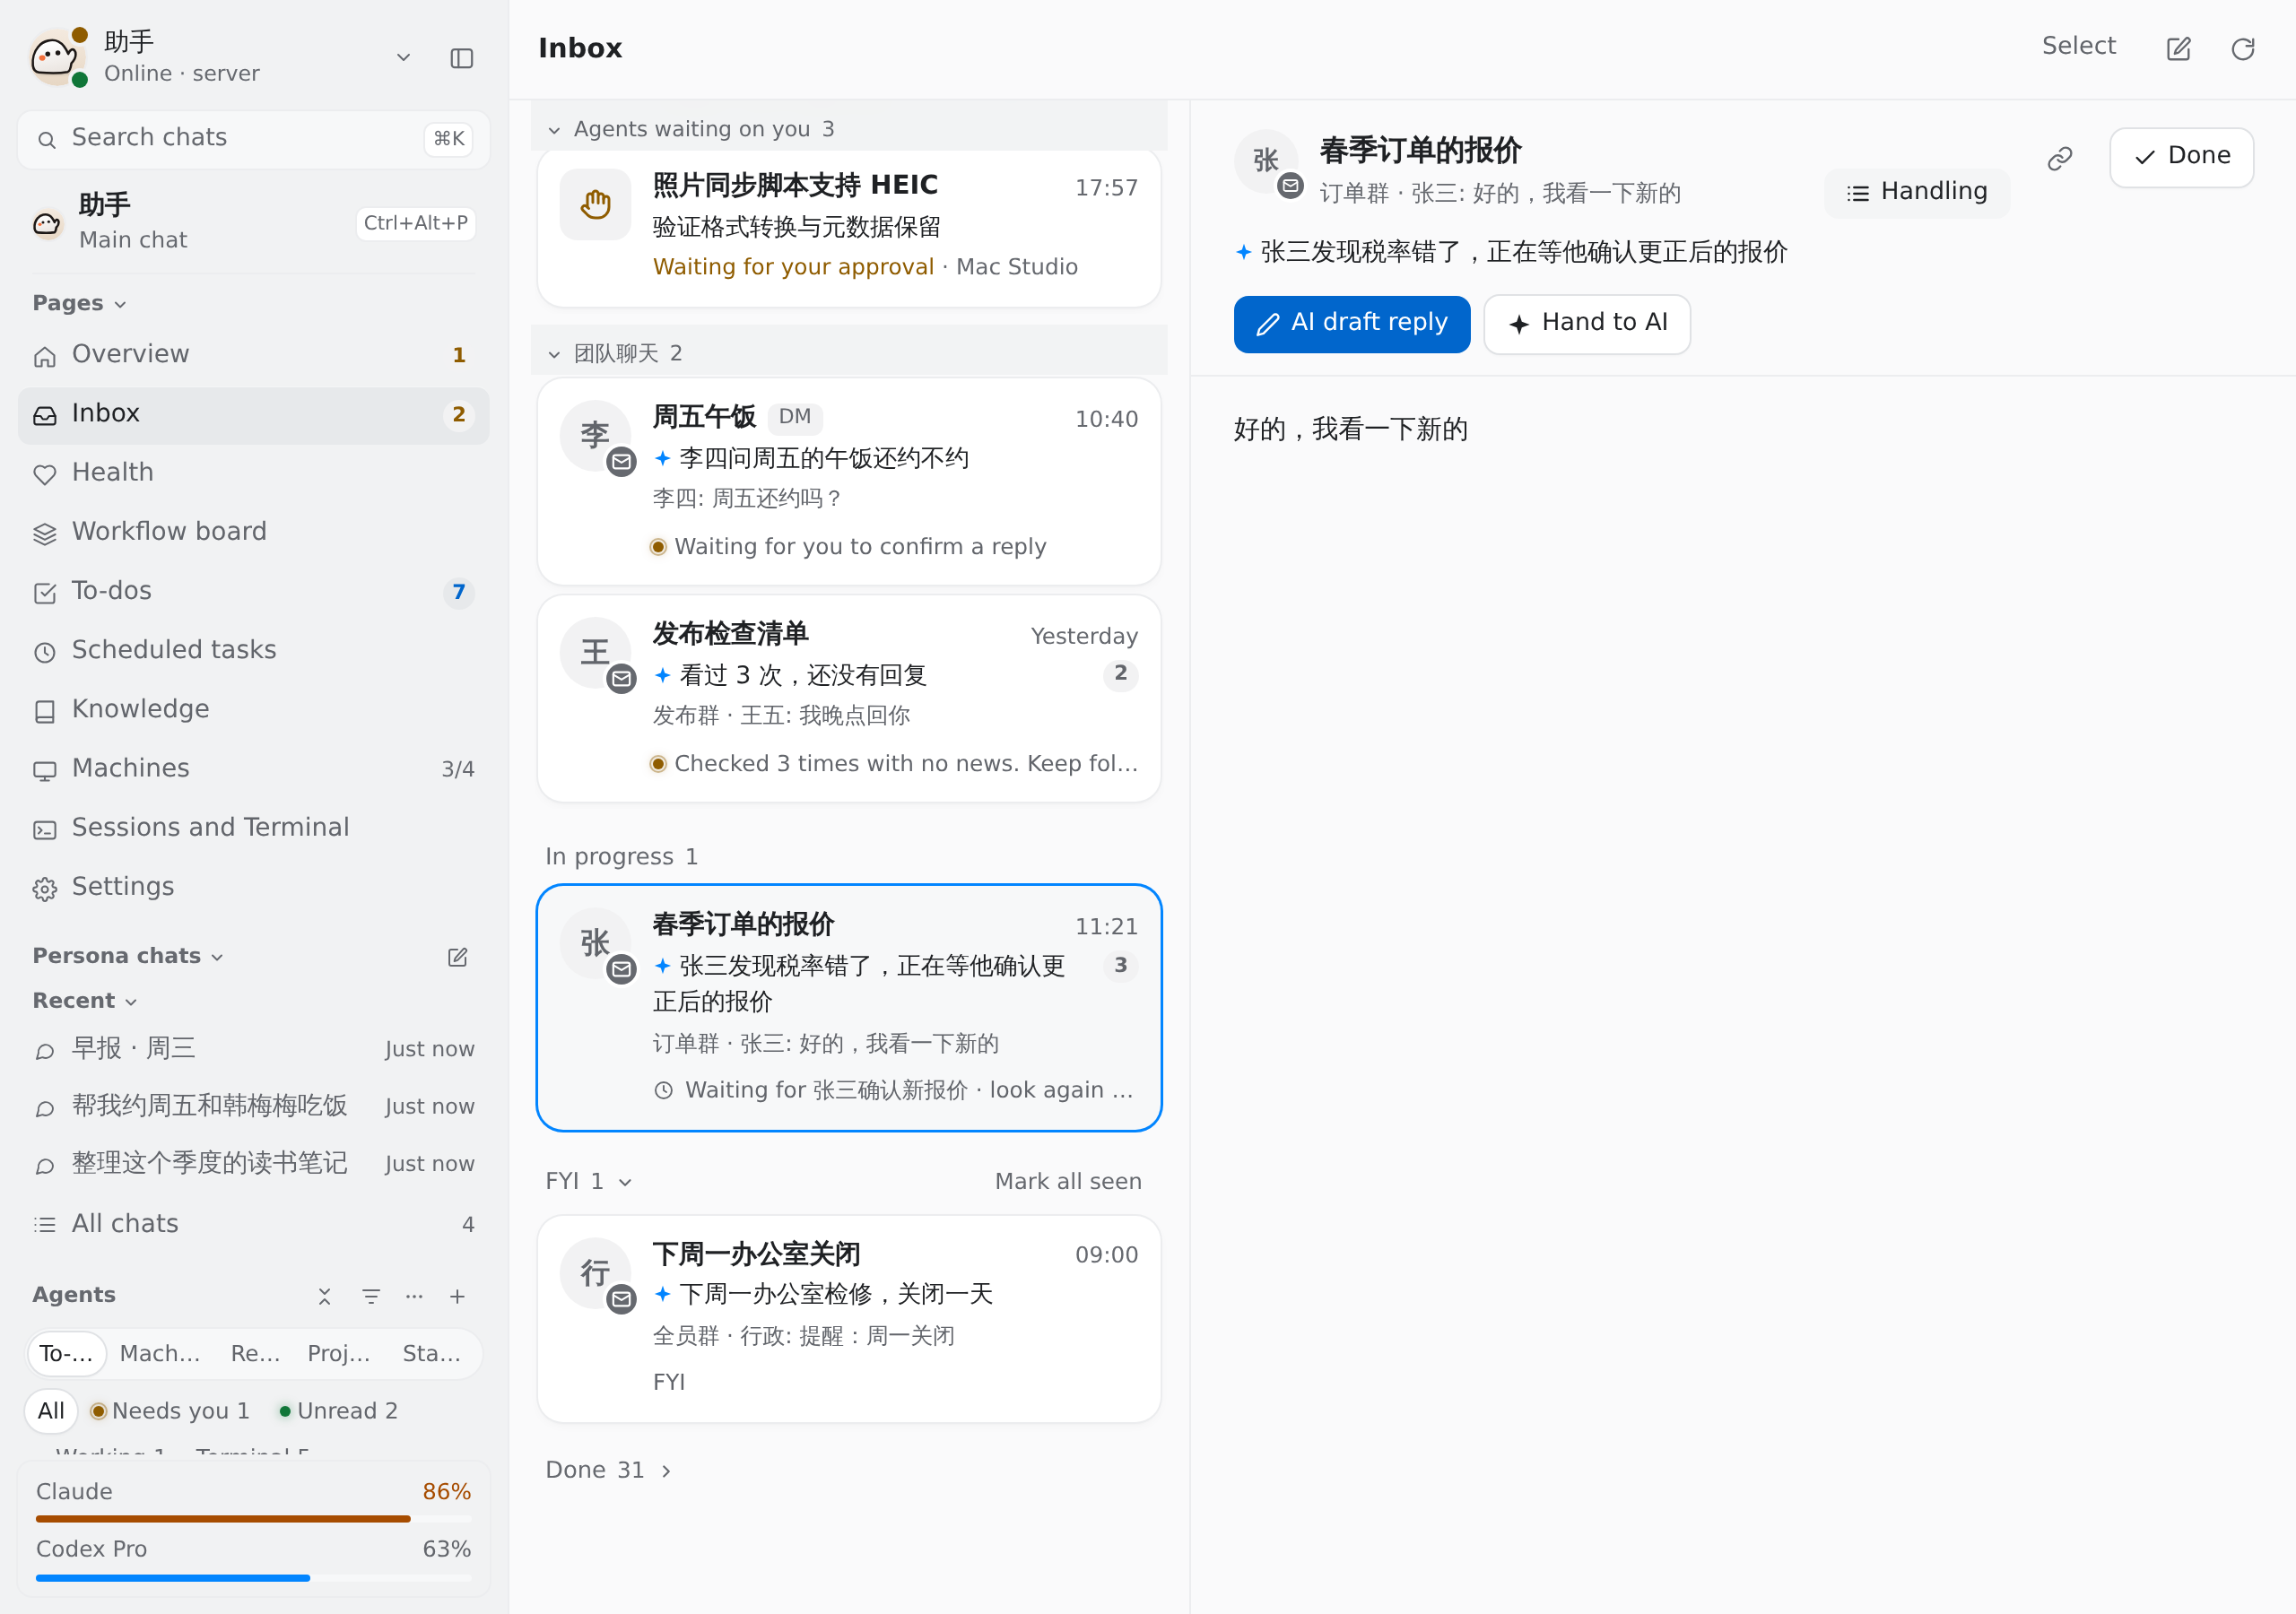 助手
Online · server
Search chats
⌘K
助手
Main chat
Ctrl+Alt+P
Pages
Overview
1
Inbox
2
Health
Workflow board
To-dos
7
Scheduled tasks
Knowledge
Machines
3/4
Sessions and Terminal
Settings
Persona chats
Recent
早报 · 周三
Just now
帮我约周五和韩梅梅吃饭
Just now
整理这个季度的读书笔记
Just now
All chats
4
Agents
To-...
Mach...
Re...
Proj...
Sta...
All
Needs you 1
Unread 2
Working 1
Terminal 5
Claude
86%
Codex Pro
63%
Inbox
Select
Agents waiting on you 3
照片同步脚本支持 HEIC
17:57
验证格式转换与元数据保留
Waiting for your approval · Mac Studio
团队聊天 2
李
周五午饭
DM
10:40
李四问周五的午饭还约不约
李四: 周五还约吗？
Waiting for you to confirm a reply
王
发布检查清单
Yesterday
看过 3 次，还没有回复
2
发布群 · 王五: 我晚点回你
Checked 3 times with no news. Keep fol...
In progress 1
张
春季订单的报价
11:21
张三发现税率错了，正在等他确认更
正后的报价
3
订单群 · 张三: 好的，我看一下新的
Waiting for 张三确认新报价 · look again ...
FYI 1
Mark all seen
行
下周一办公室关闭
09:00
下周一办公室检修，关闭一天
全员群 · 行政: 提醒：周一关闭
FYI
Done 31
张
春季订单的报价
订单群 · 张三: 好的，我看一下新的
Handling
Done
张三发现税率错了，正在等他确认更正后的报价
AI draft reply
Hand to AI
好的，我看一下新的